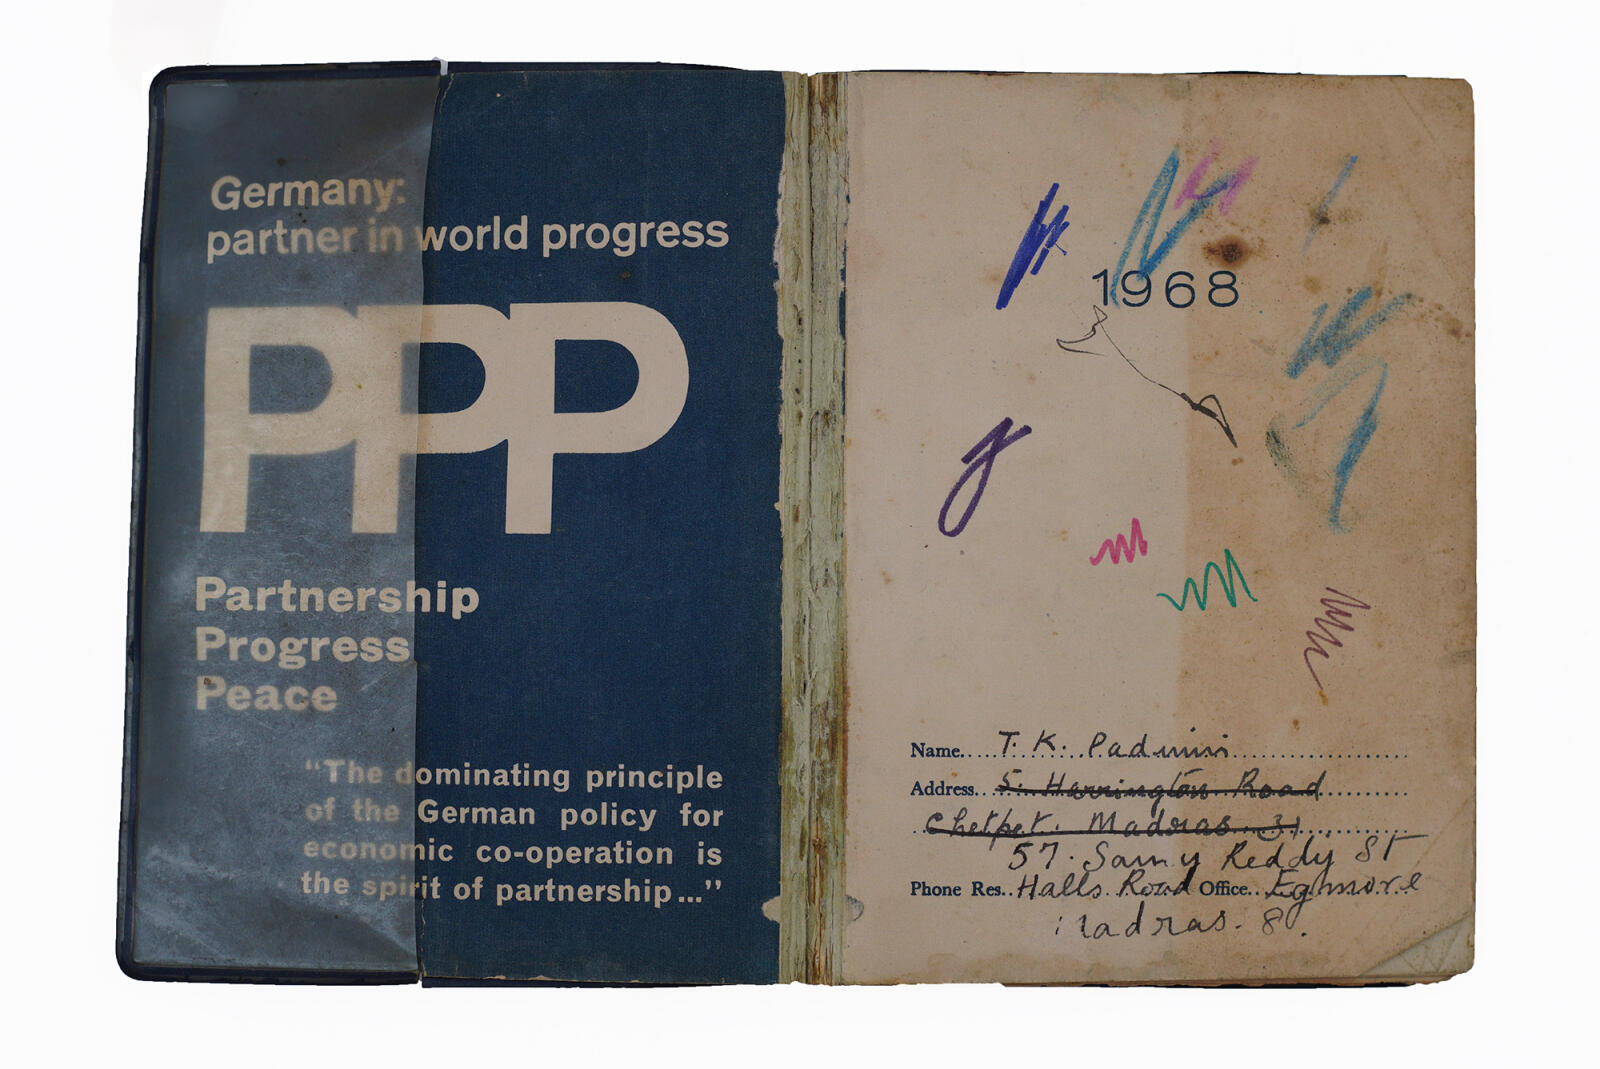 Germany:
partner in world progress
PPP
Partnership
Progress
Peace
“The dominating principle
of the German policy for
economic co-operation is
the spirit of partnership...”
1968
Name.....T. K. Padmini
Address...5. Harrington Road
Chetpet. Madras. 31
57. Samy Reddy St
Phone Res..Halls Road Office..Egmore
Madras. 8.